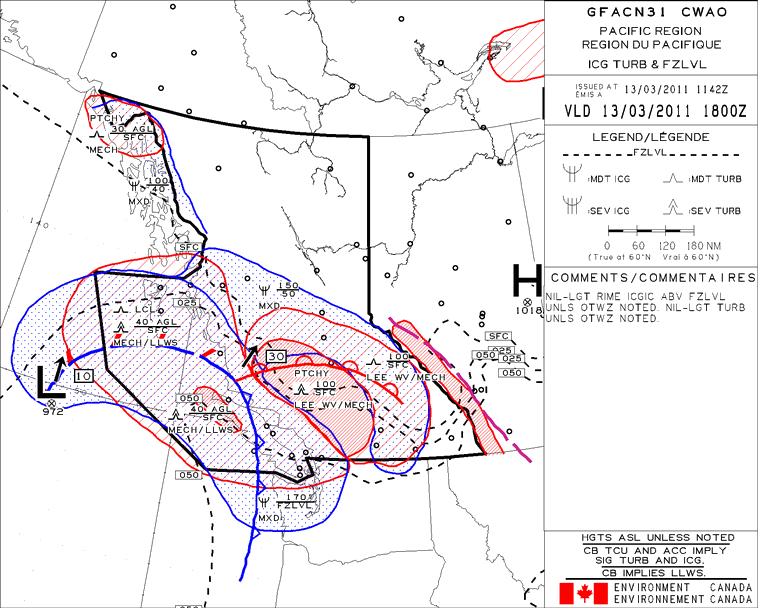 GFACN31 CWAO
PACIFIC REGION
REGION DU PACIFIQUE
ICG TURB & FZLVL
ISSUED AT 13/03/2011 1142Z
ÉMIS A
VLD 13/03/2011 1800Z
LEGEND/LÉGENDE
FZLVL
:MDT ICG
:MDT TURB
:SEV ICG
:SEV TURB
0 60 120 180 NM
(True at 60°N Vrai à 60°N)
COMMENTS/COMMENTAIRES
NIL-LGT RIME ICGIC ABV FZLVL
UNLS OTWZ NOTED. NIL-LGT TURB
UNLS OTWZ NOTED.
HGTS ASL UNLESS NOTED
CB TCU AND ACC IMPLY
SIG TURB AND ICG.
CB IMPLIES LLWS.
ENVIRONMENT CANADA
ENVIRONNEMENT CANADA
PTCHY
30 AGL
SFC
MECH
100
40
MXD
140
SFC
150
50
MXD
025
LCL
40 AGL
SFC
MECH/LLWS
30
10
L
972
PTCHY
100
SFC
LEE WV/MECH
100
SFC
LEE WV/MECH
050
40 AGL
SFC
MECH/LLWS
050
170
FZLVL
MXD
050
H
1018
SFC
025
050
025
050